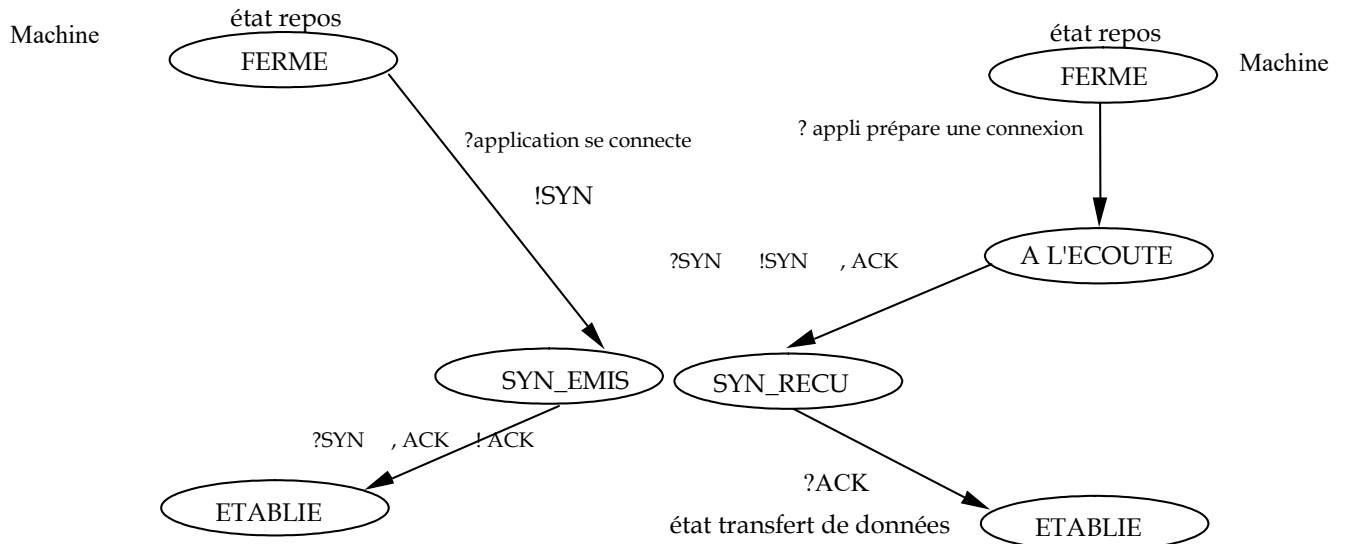 état repos
Machine
FERME
état repos
FERME
Machine
?application se connecte
? appli prépare une connexion
!SYN
A L'ECOUTE
?SYN !SYN , ACK
SYN_EMIS
SYN_RECU
?SYN , ACK ! ACK
?ACK
ETABLIE
état transfert de données
ETABLIE